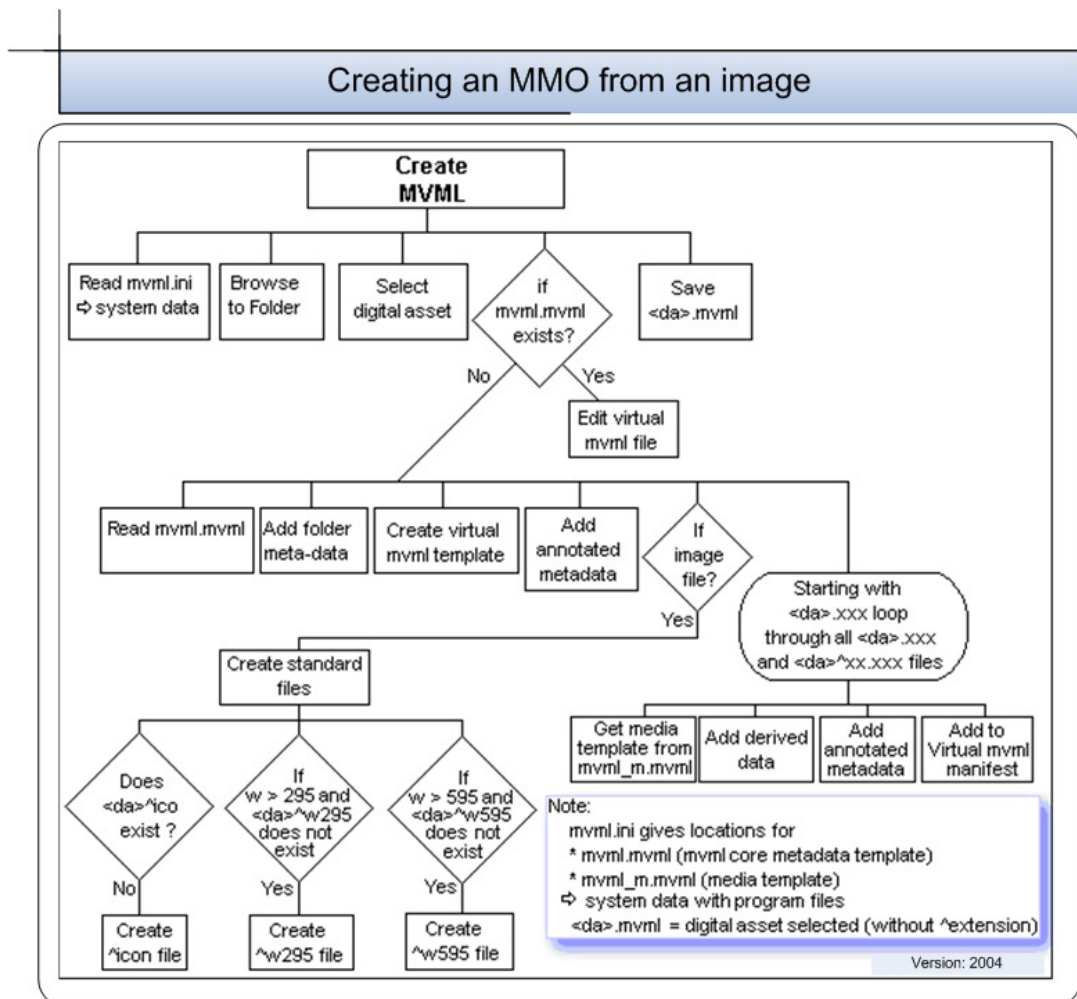 Creating an MMO from an image
Create
MVML
Read mvml.ini
⇨ system data
Browse
to Folder
Select
digital asset
if
mvml.mvml
exists?
Save
<da>.mvml
No
Yes
Edit virtual
mvml file
Read mvml.mvml
Add folder
meta-data
Create virtual
mvml template
Add
annotated
metadata
If
image
file?
Starting with
<da>.xxx loop
through all <da>.xxx
and <da>^xx.xxx files
Yes
Create standard
files
Get media
template from
mvml_m.mvml
Add derived
data
Add
annotated
metadata
Add to
Virtual mvml
manifest
Does
<da>^ico
exist ?
If
w > 295 and
<da>^w295
does not
exist
If
w > 595 and
<da>^w595
does not
exist
No
Yes
Yes
Create
^icon file
Create
^w295 file
Create
^w595 file
Note:
mvml.ini gives locations for
* mvml.mvml (mvml core metadata template)
* mvml_m.mvml (media template)
⇨ system data with program files
<da>.mvml = digital asset selected (without ^extension)
Version: 2004